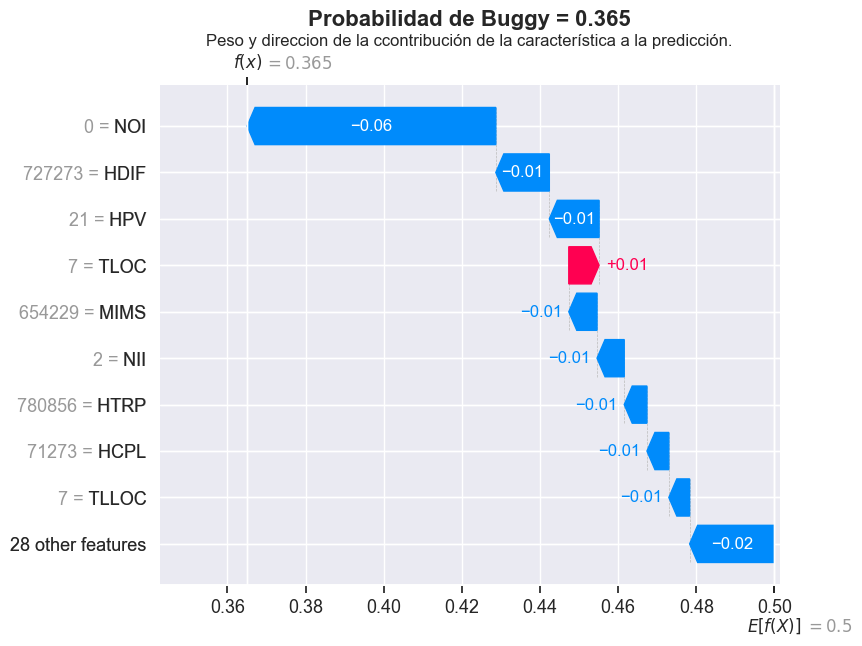 Probabilidad de Buggy = 0.365
Peso y direccion de la ccontribución de la característica a la predicción.
f(x) = 0.365
0 = NOI −0.06
727273 = HDIF −0.01
21 = HPV −0.01
7 = TLOC +0.01
654229 = MIMS −0.01
2 = NII −0.01
780856 = HTRP −0.01
71273 = HCPL −0.01
7 = TLLOC −0.01
28 other features −0.02
0.36 0.38 0.40 0.42 0.44 0.46 0.48 0.50
E[f(X)] = 0.5